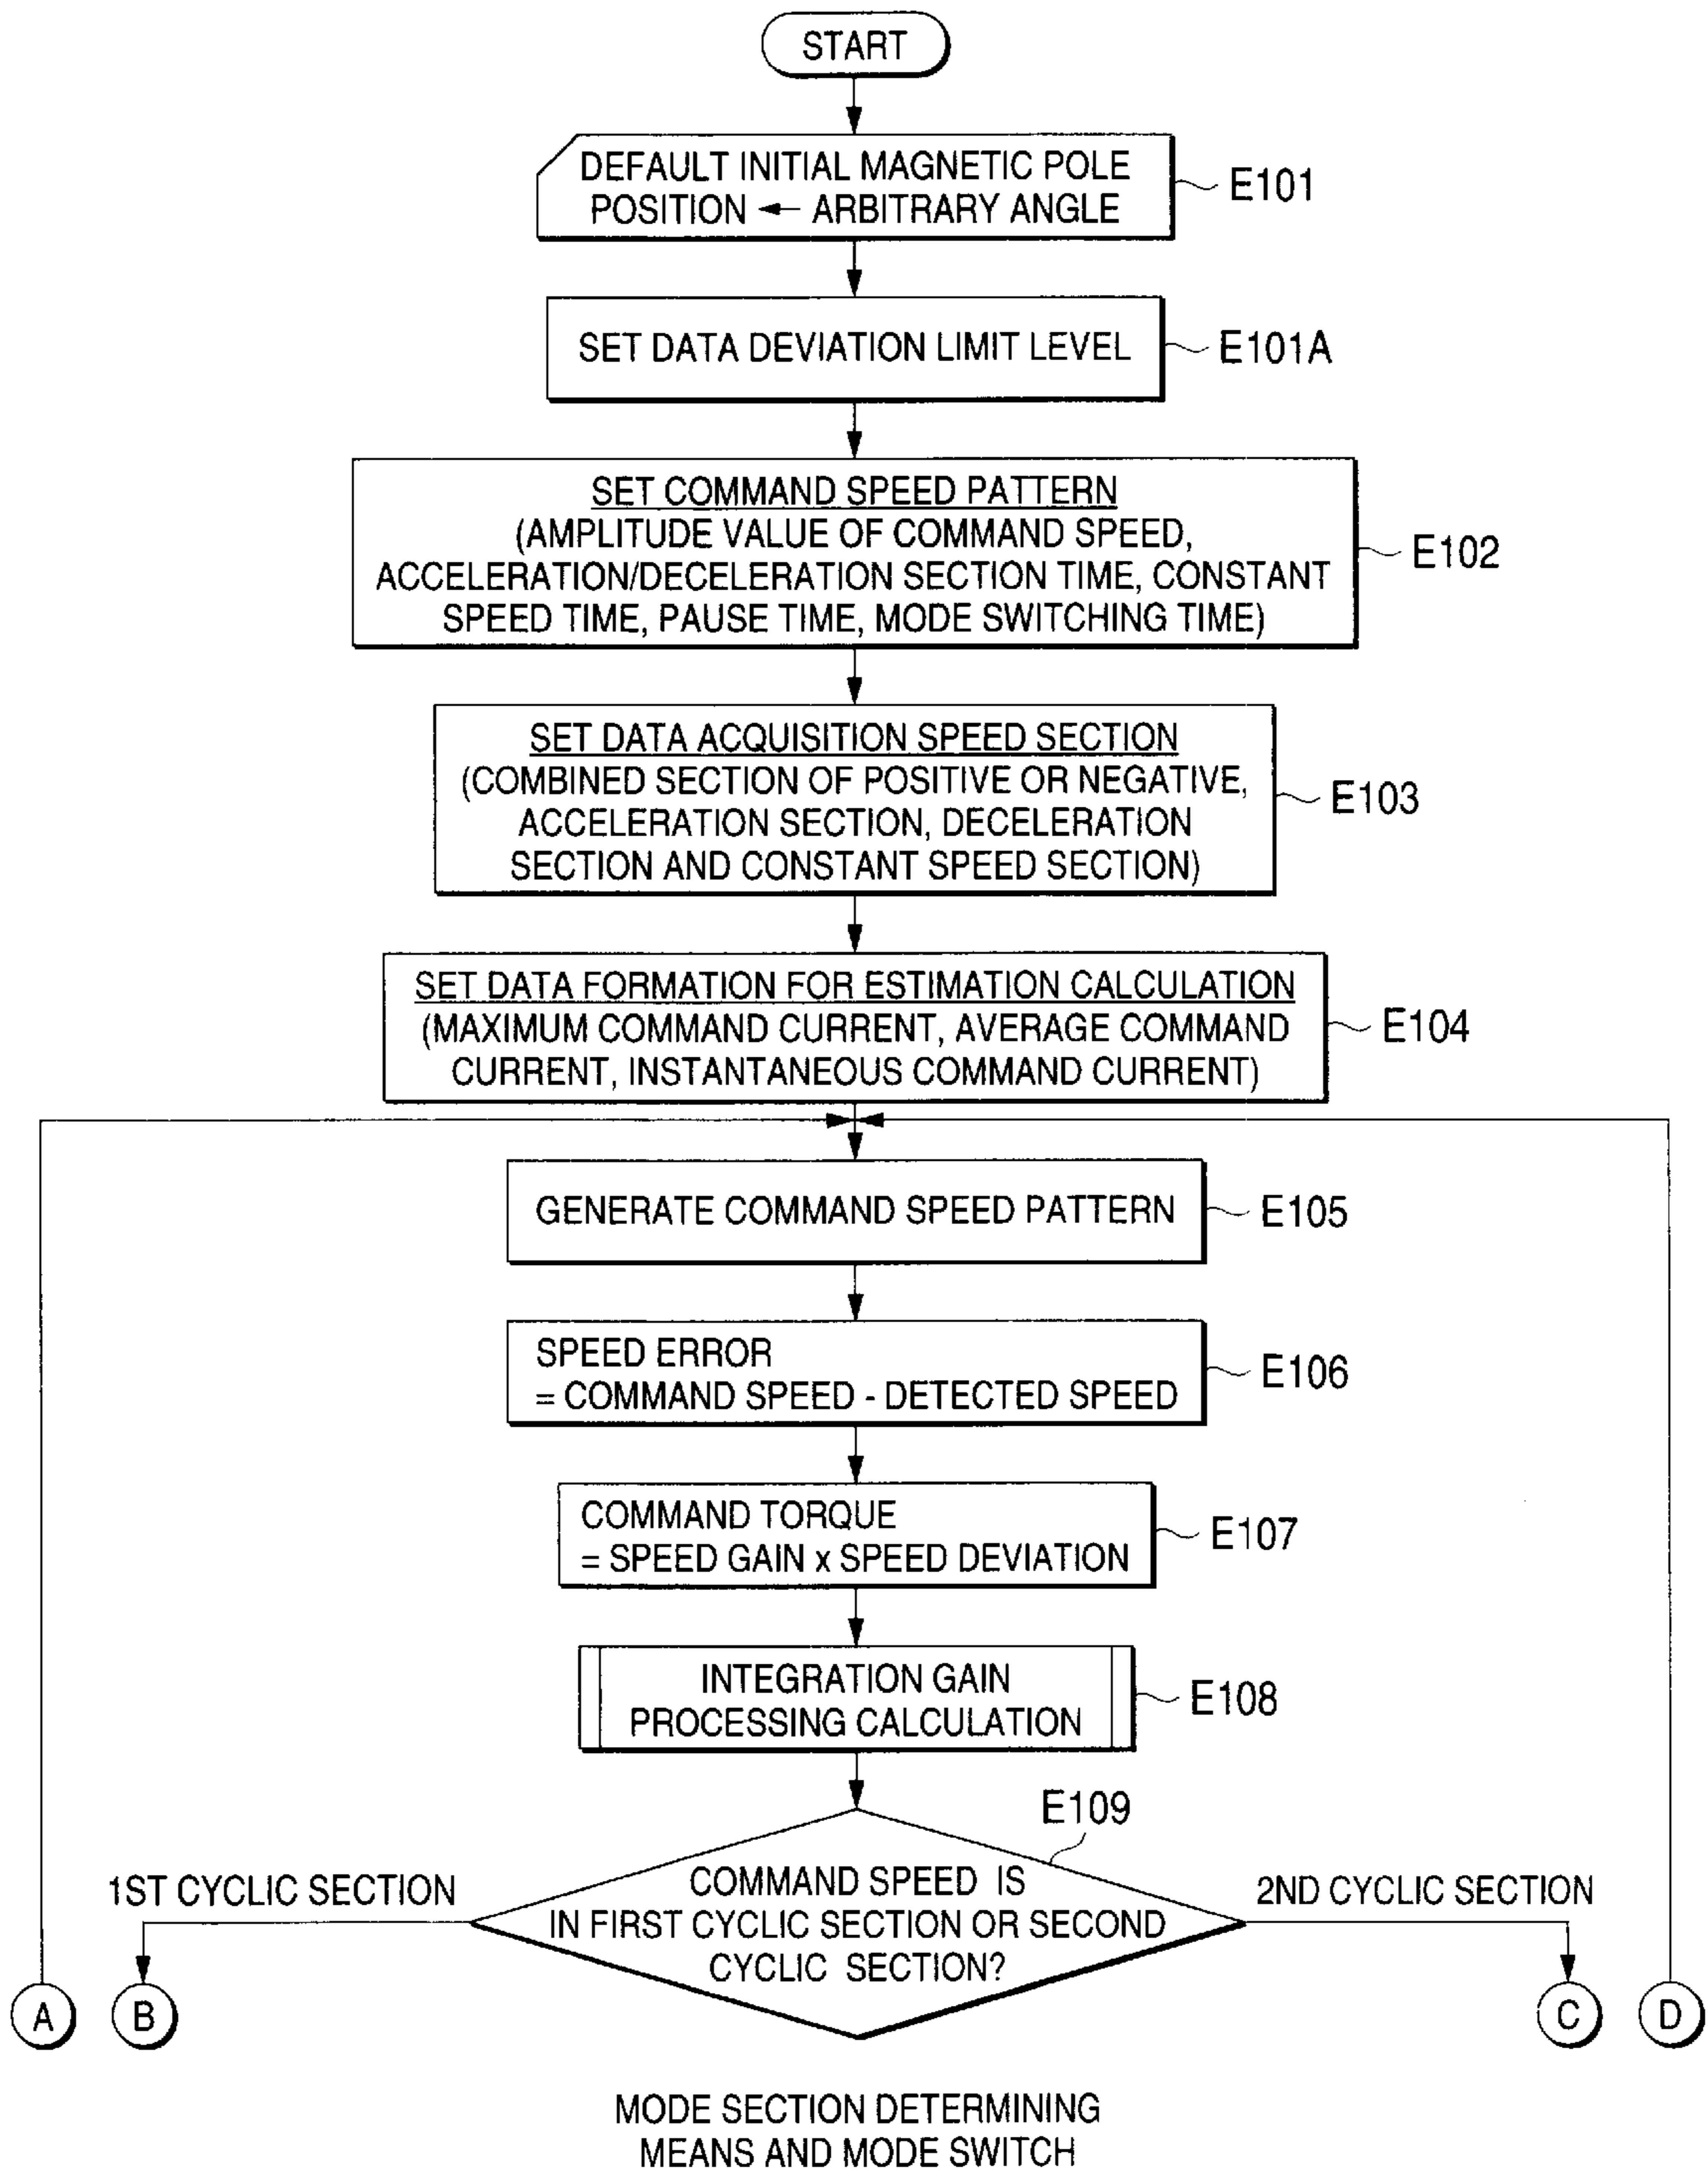 START
DEFAULT INITIAL MAGNETIC POLE
POSITION ← ARBITRARY ANGLE
E101
SET DATA DEVIATION LIMIT LEVEL
E101A
SET COMMAND SPEED PATTERN
(AMPLITUDE VALUE OF COMMAND SPEED,
ACCELERATION/DECELERATION SECTION TIME, CONSTANT
SPEED TIME, PAUSE TIME, MODE SWITCHING TIME)
E102
SET DATA ACQUISITION SPEED SECTION
(COMBINED SECTION OF POSITIVE OR NEGATIVE,
ACCELERATION SECTION, DECELERATION
SECTION AND CONSTANT SPEED SECTION)
E103
SET DATA FORMATION FOR ESTIMATION CALCULATION
(MAXIMUM COMMAND CURRENT, AVERAGE COMMAND
CURRENT, INSTANTANEOUS COMMAND CURRENT)
E104
GENERATE COMMAND SPEED PATTERN
E105
SPEED ERROR
= COMMAND SPEED - DETECTED SPEED
E106
COMMAND TORQUE
= SPEED GAIN x SPEED DEVIATION
E107
INTEGRATION GAIN
PROCESSING CALCULATION
E108
E109
COMMAND SPEED IS
IN FIRST CYCLIC SECTION OR SECOND
CYCLIC SECTION?
1ST CYCLIC SECTION
2ND CYCLIC SECTION
A
B
C
D
MODE SECTION DETERMINING
MEANS AND MODE SWITCH